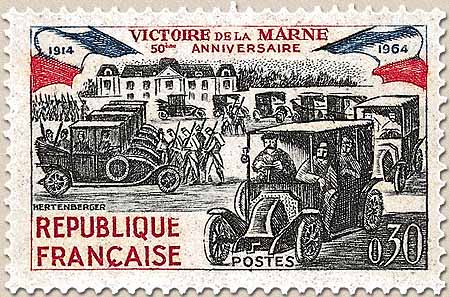 VICTOIRE DE LA MARNE
1914 50ème ANNIVERSAIRE 1964
HERTENBERGER
REPUBLIQUE
FRANÇAISE
POSTES
0,30